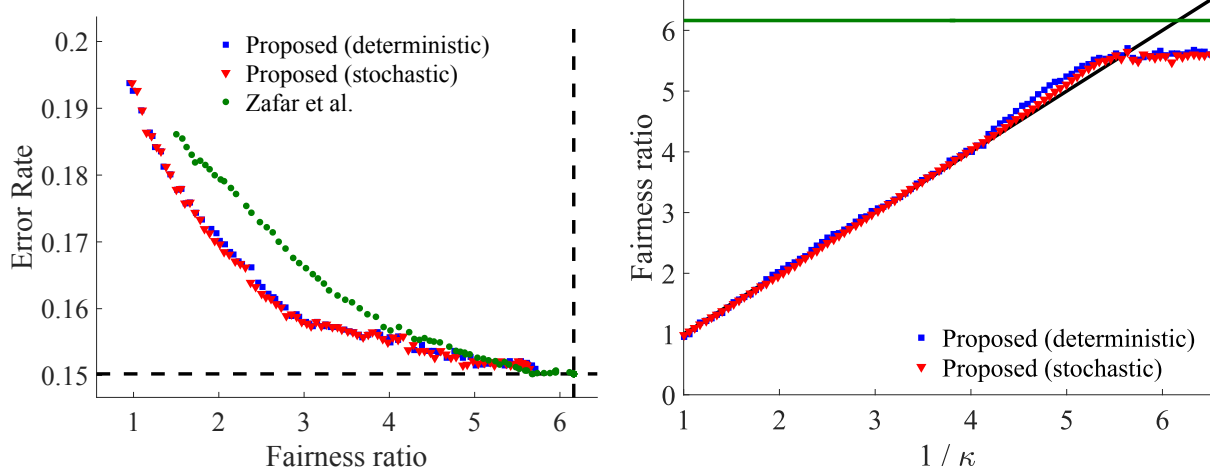 0.2
0.19
0.18
0.17
0.16
0.15
Error Rate
Proposed (deterministic)
Proposed (stochastic)
Zafar et al.
1 2 3 4 5 6
Fairness ratio
6
5
4
3
2
1
0
Fairness ratio
Proposed (deterministic)
Proposed (stochastic)
1 2 3 4 5 6
1 / κ